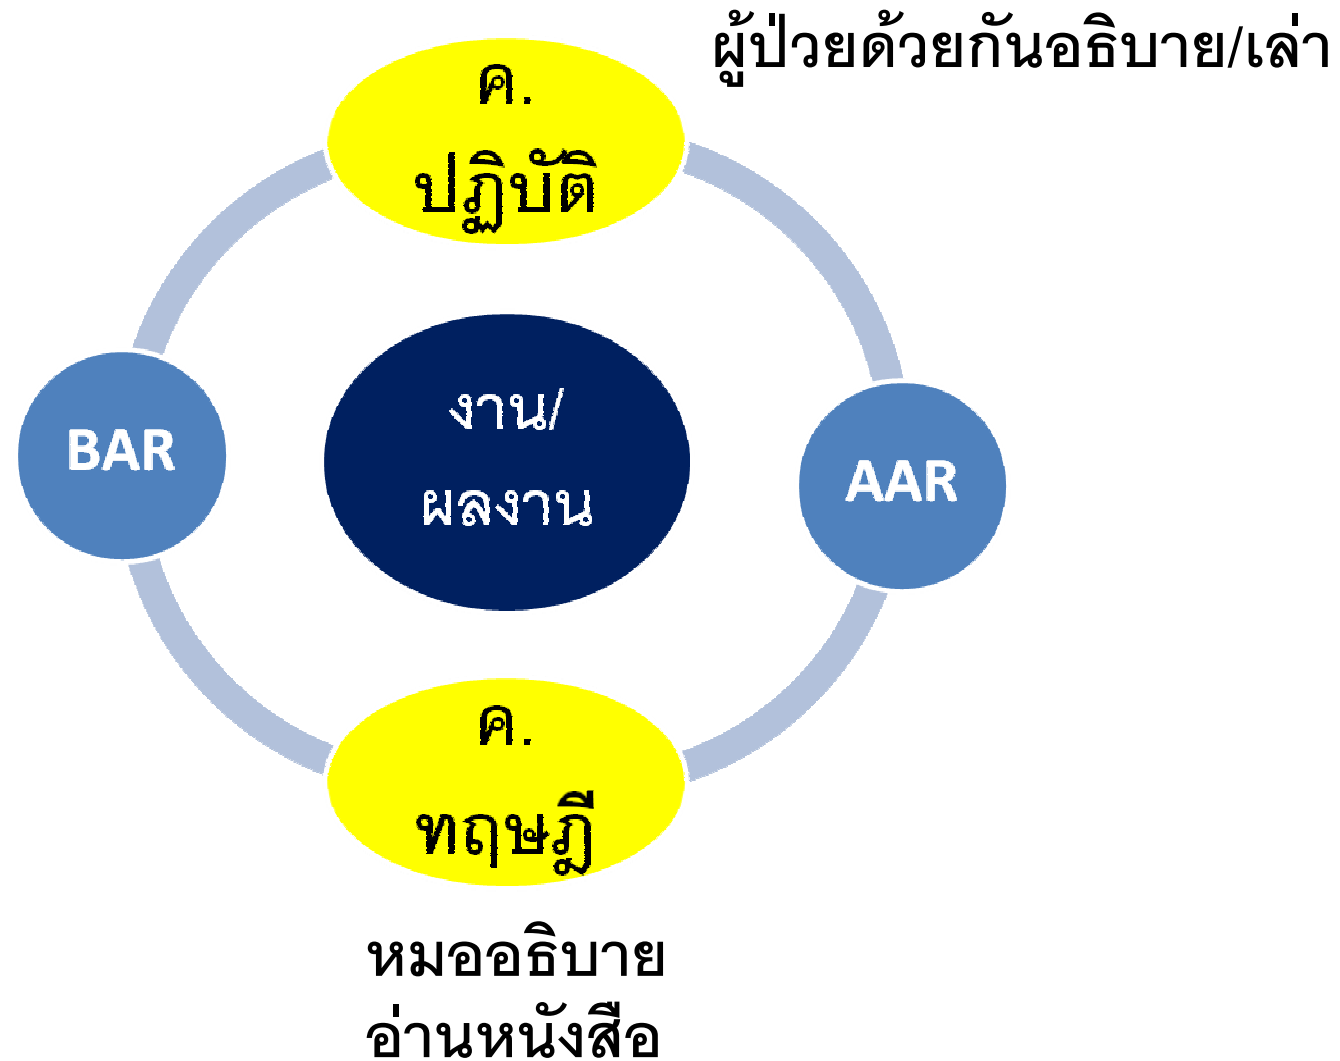 ผู้ป่วยด้วยกันอธิบาย/เล่า
ค.
ปฏิบัติ
BAR
งาน/
ผลงาน
AAR
ค.
ทฤษฎี
หมออธิบาย
อ่านหนังสือ